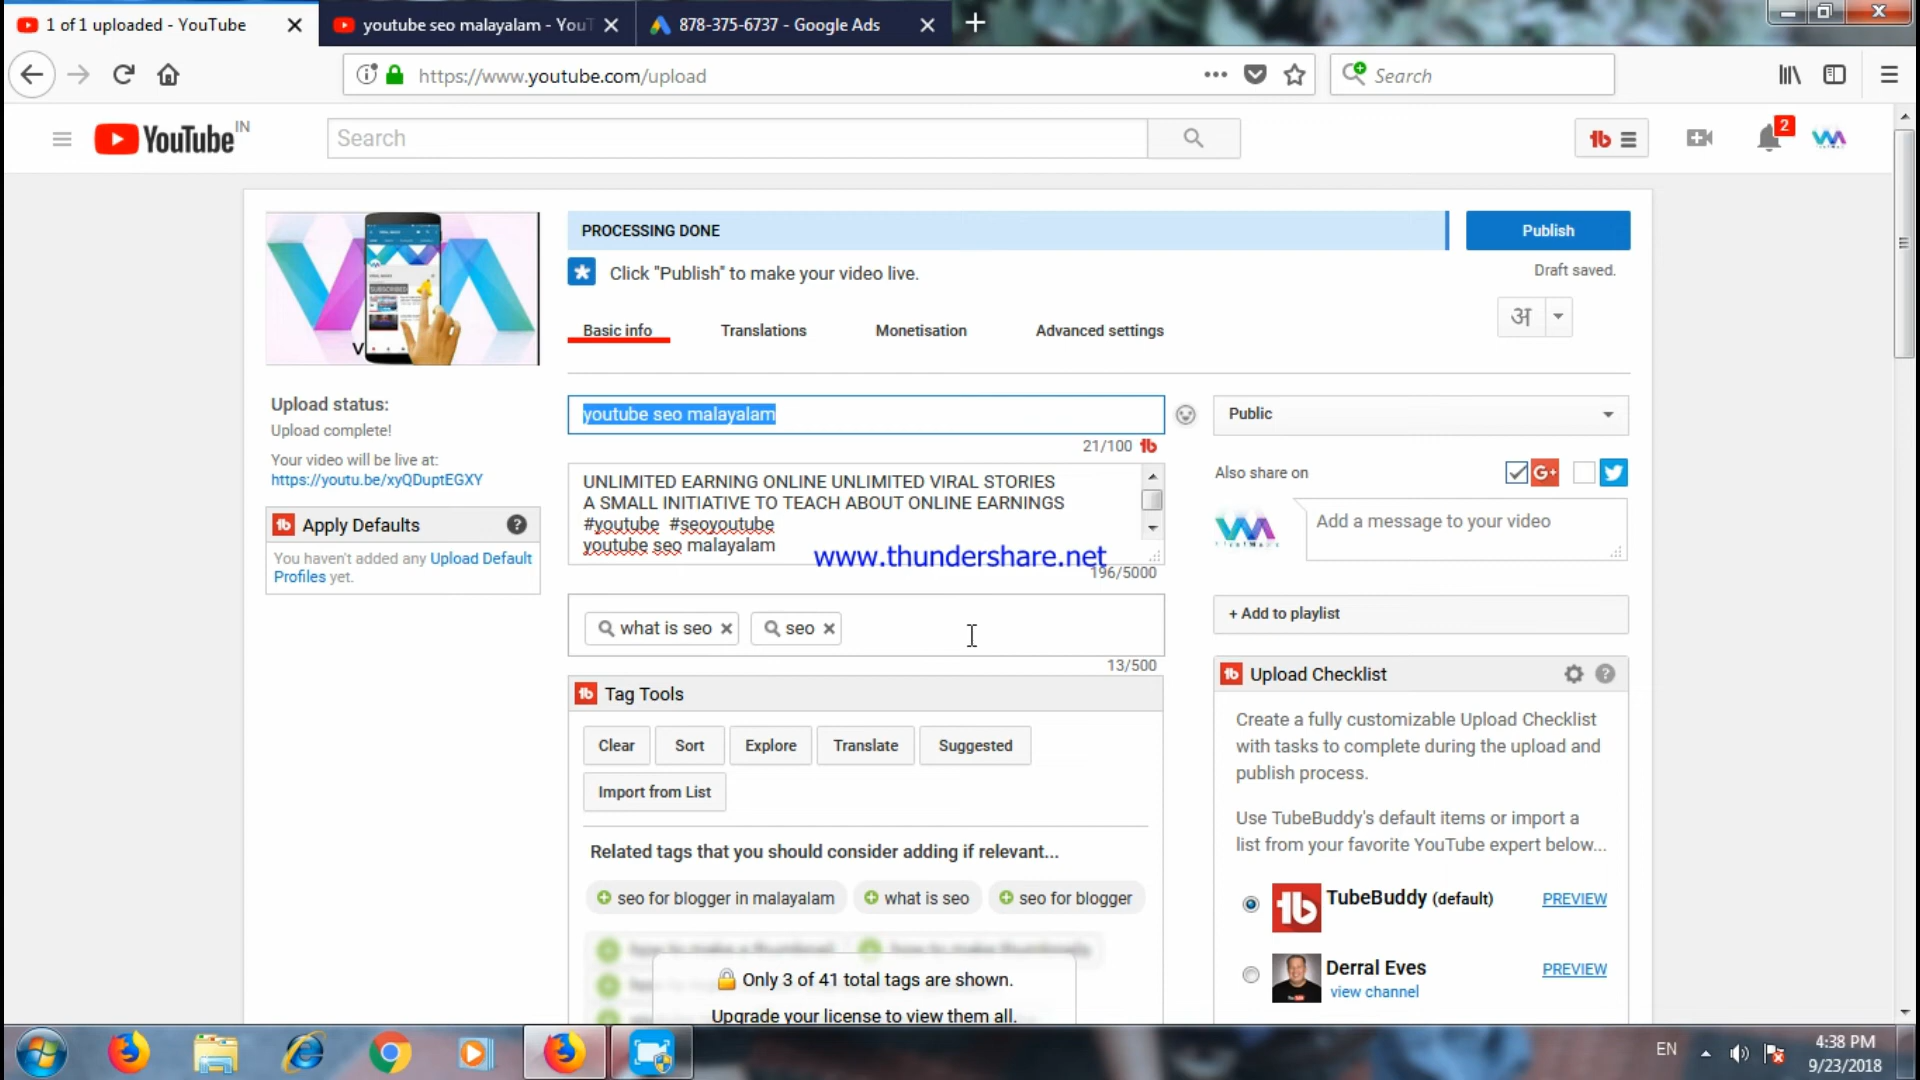 1 of 1 uploaded - YouTube
youtube seo malayalam - YouT
878-375-6737 - Google Ads
https://www.youtube.com/upload
Search
YouTube IN
Search
2
PROCESSING DONE
Publish
Click "Publish" to make your video live.
Draft saved.
Basic info
Translations
Monetisation
Advanced settings
अ
Upload status:
Upload complete!
Your video will be live at:
https://youtu.be/xyQDuptEGXY
Apply Defaults
You haven't added any Upload Default
Profiles yet.
youtube seo malayalam
21/100
UNLIMITED EARNING ONLINE UNLIMITED VIRAL STORIES
A SMALL INITIATIVE TO TEACH ABOUT ONLINE EARNINGS
#youtube #seoyoutube
youtube seo malayalam
www.thundershare.net
196/5000
what is seo
seo
13/500
Tag Tools
Clear
Sort
Explore
Translate
Suggested
Import from List
Related tags that you should consider adding if relevant...
seo for blogger in malayalam
what is seo
seo for blogger
Only 3 of 41 total tags are shown.
Upgrade your license to view them all.
Public
Also share on
G+
Add a message to your video
+ Add to playlist
Upload Checklist
Create a fully customizable Upload Checklist
with tasks to complete during the upload and
publish process.
Use TubeBuddy's default items or import a
list from your favorite YouTube expert below...
TubeBuddy (default)
PREVIEW
Derral Eves
PREVIEW
view channel
EN
4:38 PM
9/23/2018